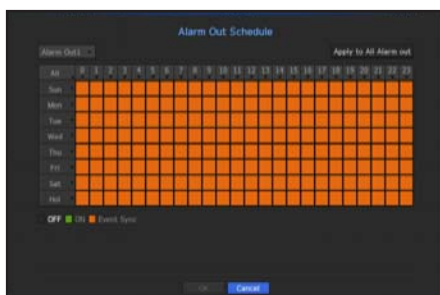 Alarm Out Schedule
Alarm Out1
Apply to All Alarm out
All 0 1 2 3 4 5 6 7 8 9 10 11 12 13 14 15 16 17 18 19 20 21 22 23
Sun
Mon
Tue
Wed
Thu
Fri
Sat
Hol
OFF ON Event Sync
OK Cancel